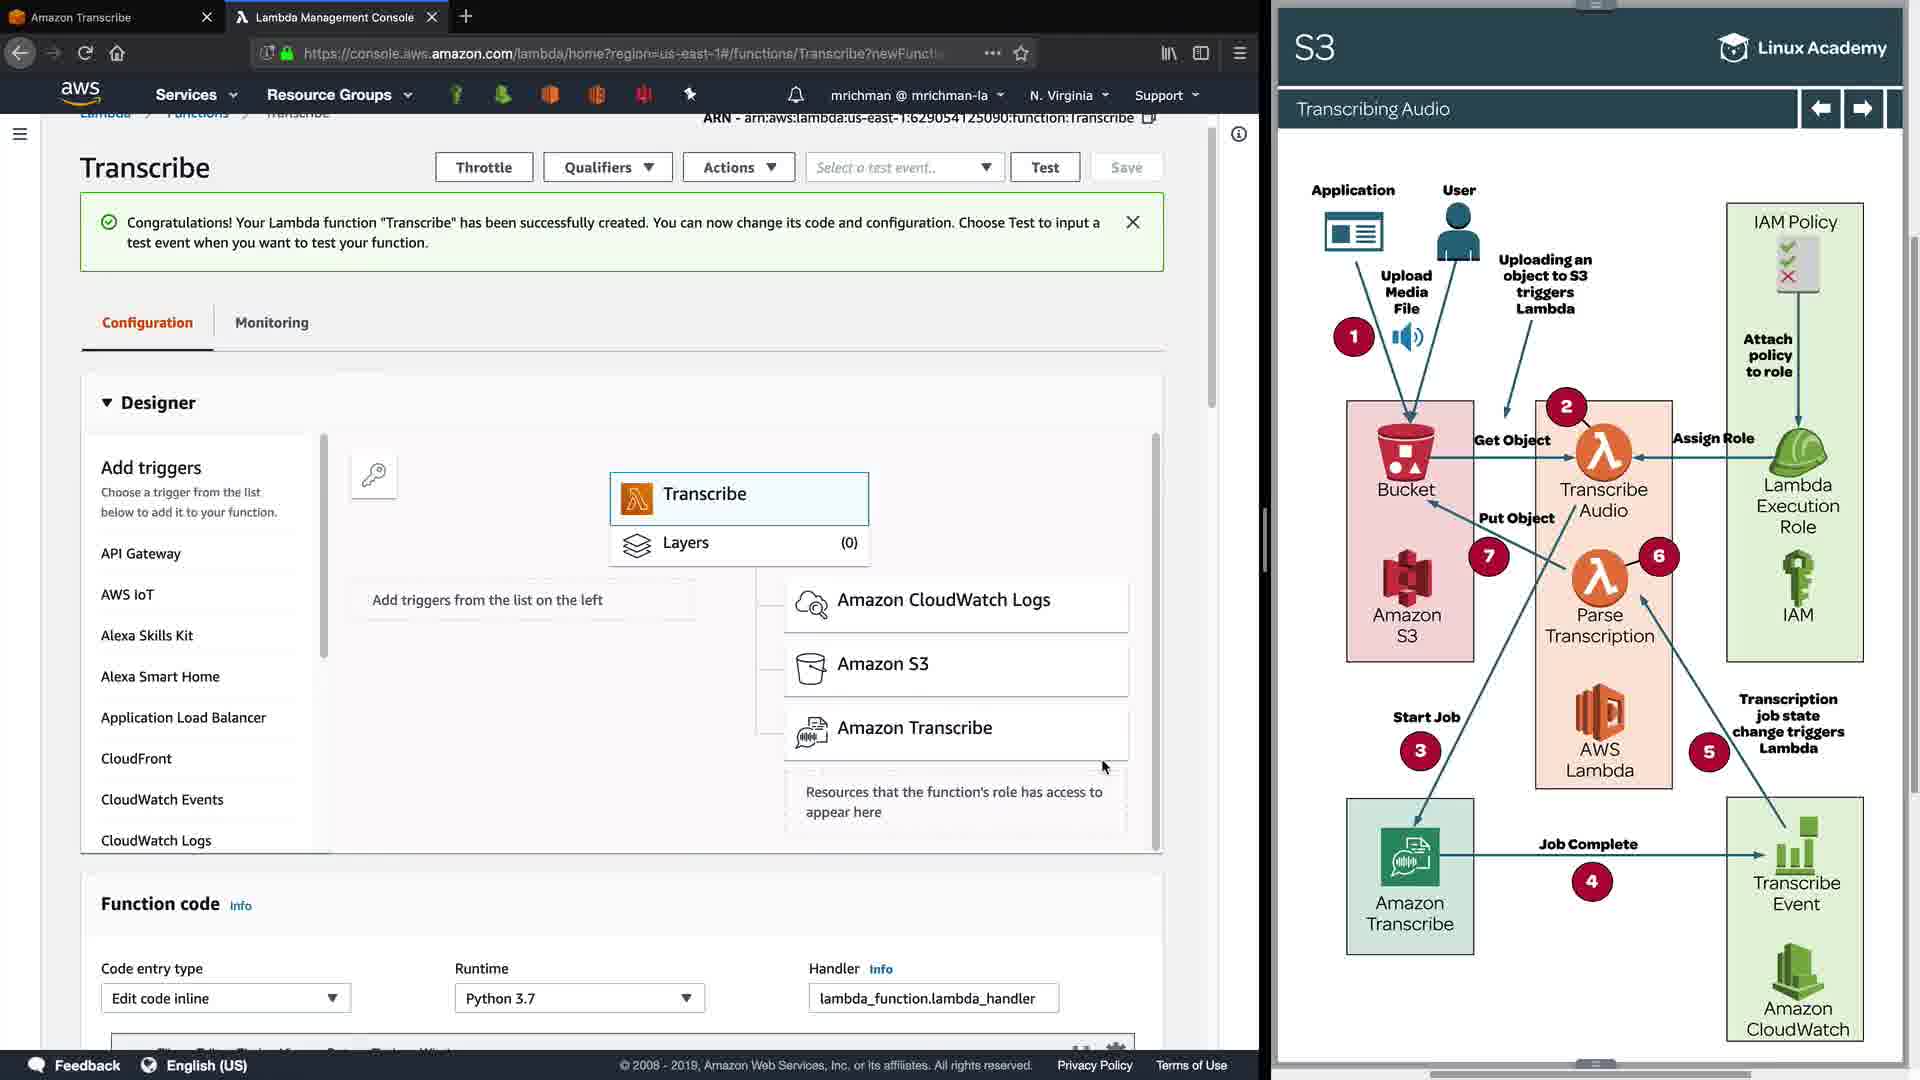 Amazon Transcribe
Lambda Management Console
https://console.aws.amazon.com/lambda/home?region=us-east-1#/functions/Transcribe?newFuncti
aws
Services
Resource Groups
mrichman @ mrichman-la
N. Virginia
Support
Lambda
Functions
Transcribe
ARN - arn:aws:lambda:us-east-1:629054125090:function:Transcribe
Transcribe
Throttle
Qualifiers
Actions
Select a test event..
Test
Save
Congratulations! Your Lambda function "Transcribe" has been successfully created. You can now change its code and configuration. Choose Test to input a
test event when you want to test your function.
Configuration
Monitoring
Designer
Add triggers
Choose a trigger from the list
below to add it to your function.
API Gateway
AWS IoT
Alexa Skills Kit
Alexa Smart Home
Application Load Balancer
CloudFront
CloudWatch Events
CloudWatch Logs
Transcribe
Layers
(0)
Add triggers from the list on the left
Amazon CloudWatch Logs
Amazon S3
Amazon Transcribe
Resources that the function's role has access to
appear here
Function code
Info
Code entry type
Edit code inline
Runtime
Python 3.7
Handler
Info
lambda_function.lambda_handler
Feedback
English (US)
© 2008 - 2019, Amazon Web Services, Inc. or its affiliates. All rights reserved.
Privacy Policy
Terms of Use
S3
Linux Academy
Transcribing Audio
Application
User
Upload
Media
File
1
Uploading an
object to S3
triggers
Lambda
IAM Policy
Attach
policy
to role
2
Get Object
Assign Role
Bucket
Transcribe
Audio
Lambda
Execution
Role
Put Object
7
6
Amazon
S3
Parse
Transcription
IAM
Start Job
3
AWS
Lambda
Transcription
job state
change triggers
Lambda
5
Job Complete
4
Amazon
Transcribe
Transcribe
Event
Amazon
CloudWatch